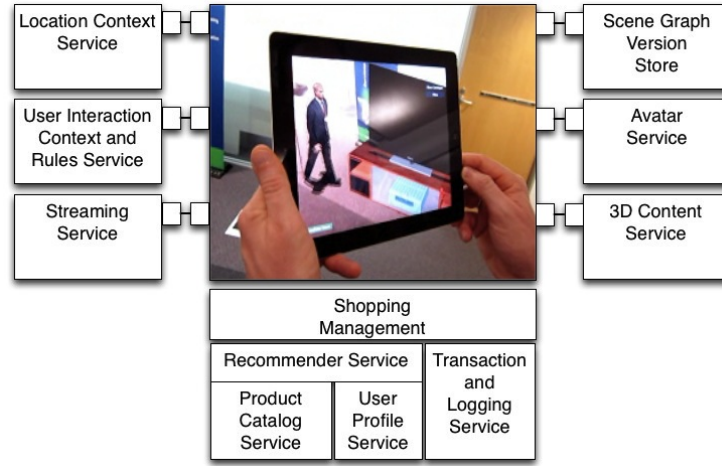 Location Context
Service
User Interaction
Context and
Rules Service
Streaming
Service
Scene Graph
Version
Store
Avatar
Service
3D Content
Service
Shopping
Management
Recommender Service
Product
Catalog
Service
User
Profile
Service
Transaction
and
Logging
Service